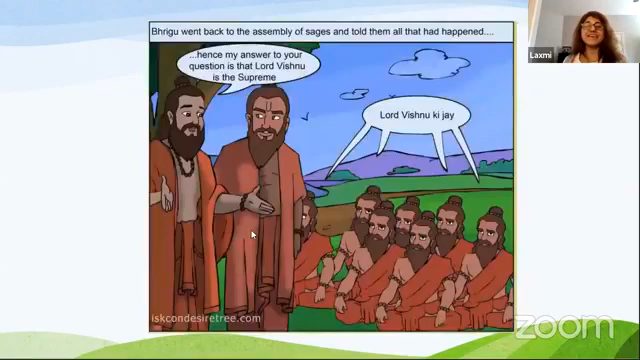 Bhrigu went back to the assembly of sages and told them all that had happened....
...hence my answer to your
question is that Lord Vishnu
is the Supreme
Lord Vishnu ki jay
iskcondesiretree.com
Laxmi
zoom